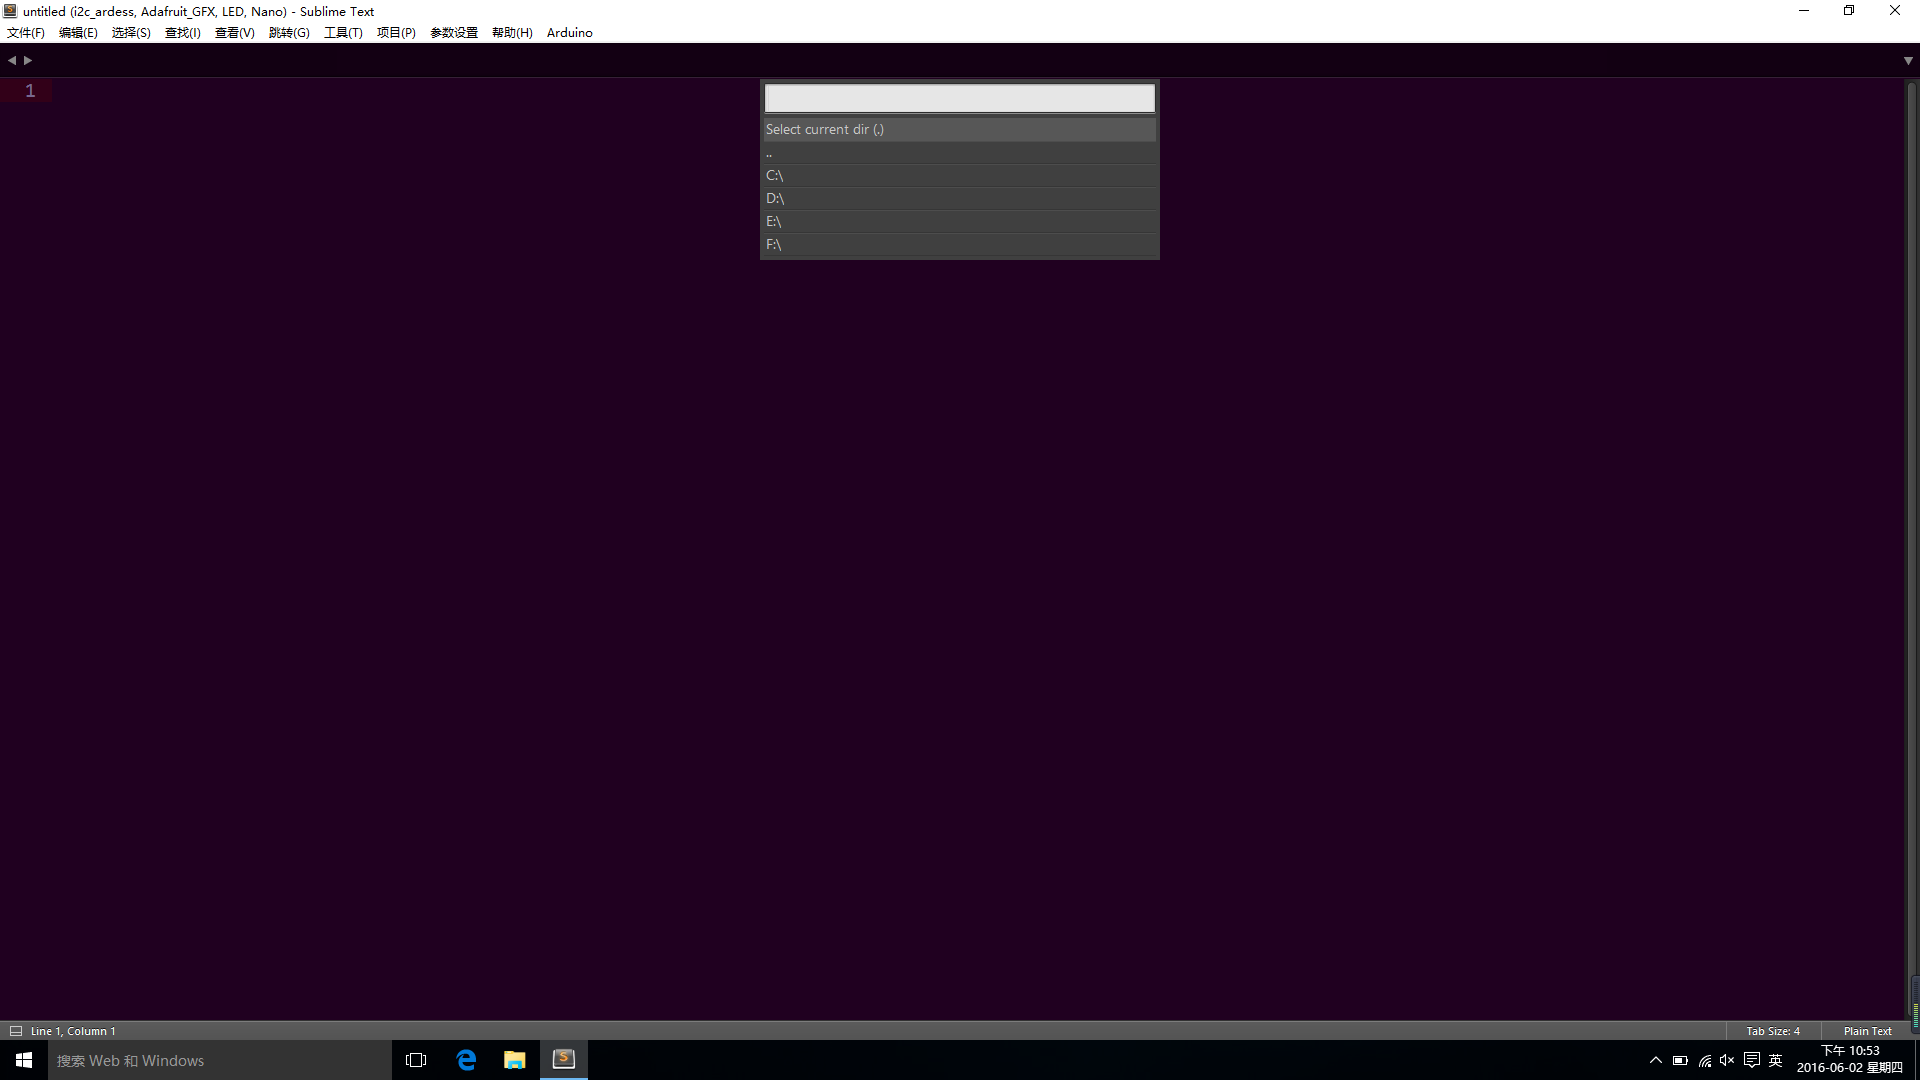 untitled (i2c_ardess, Adafruit_GFX, LED, Nano) - Sublime Text
文件(F) 编辑(E) 选择(S) 查找(I) 查看(V) 跳转(G) 工具(T) 项目(P) 参数设置 帮助(H) Arduino
1
Select current dir (.)
..
C:\
D:\
E:\
F:\
Line 1, Column 1 Tab Size: 4 Plain Text
搜索 Web 和 Windows
英
下午 10:53
2016-06-02 星期四